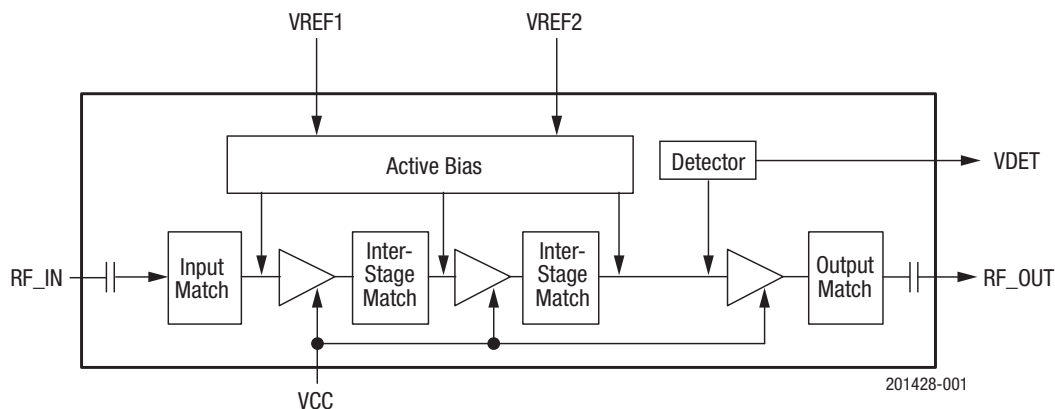 VREF1
VREF2
Active Bias
Detector
VDET
RF_IN
Input
Match
Inter-
Stage
Match
Inter-
Stage
Match
Output
Match
RF_OUT
VCC
201428-001